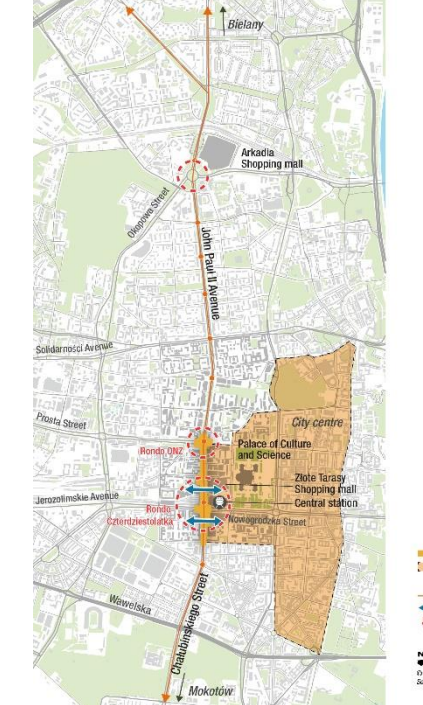 Bielany
Arkadia
Shopping mall
Okopowa Street
John Paul II Avenue
Solidarności Avenue
City centre
Prosta Street
Rondo ONZ
Palace of Culture
and Science
Złote Tarasy
Shopping mall
Jerozolimskie Avenue
Central station
Rondo
Czterdziestolatka
Nowogrodzka Street
Wawelska
Chałubińskiego Street
Mokotów